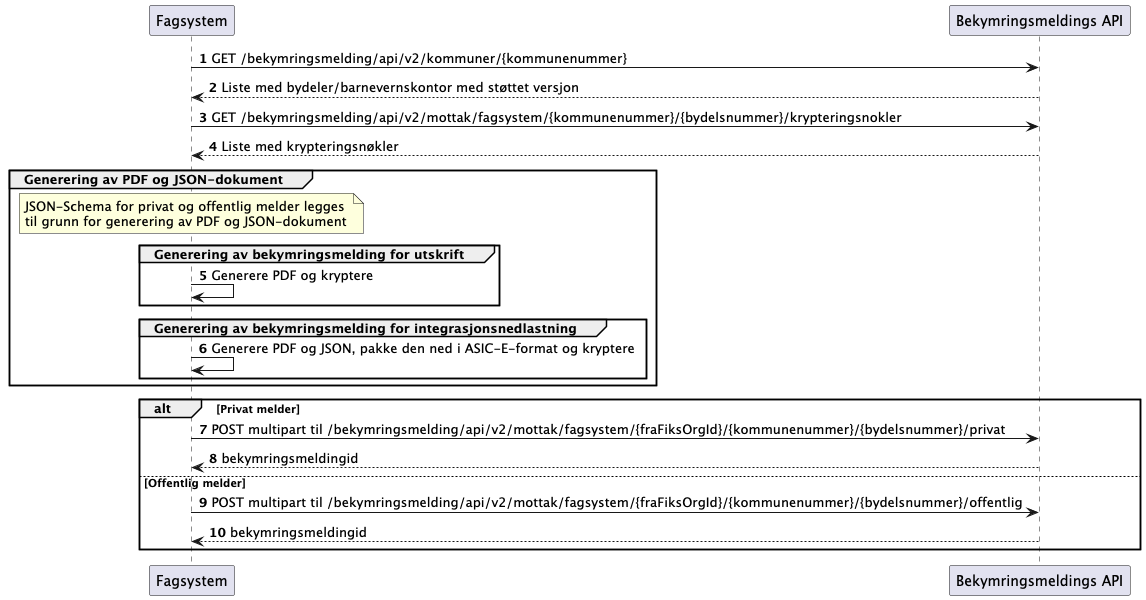 Fagsystem
Bekymringsmeldings API
1 GET /bekymringsmelding/api/v2/kommuner/{kommunenummer}
2 Liste med bydeler/barnevernskontor med støttet versjon
3 GET /bekymringsmelding/api/v2/mottak/fagsystem/{kommunenummer}/{bydelsnummer}/krypteringsnokler
4 Liste med krypteringsnøkler
Generering av PDF og JSON-dokument
JSON-Schema for privat og offentlig melder legges
til grunn for generering av PDF og JSON-dokument
Generering av bekymringsmelding for utskrift
5 Generere PDF og kryptere
Generering av bekymringsmelding for integrasjonsnedlastning
6 Generere PDF og JSON, pakke den ned i ASIC-E-format og kryptere
alt [Privat melder]
7 POST multipart til /bekymringsmelding/api/v2/mottak/fagsystem/{fraFiksOrgId}/{kommunenummer}/{bydelsnummer}/privat
8 bekymringsmeldingid
[Offentlig melder]
9 POST multipart til /bekymringsmelding/api/v2/mottak/fagsystem/{fraFiksOrgId}/{kommunenummer}/{bydelsnummer}/offentlig
10 bekymringsmeldingid
Fagsystem
Bekymringsmeldings API